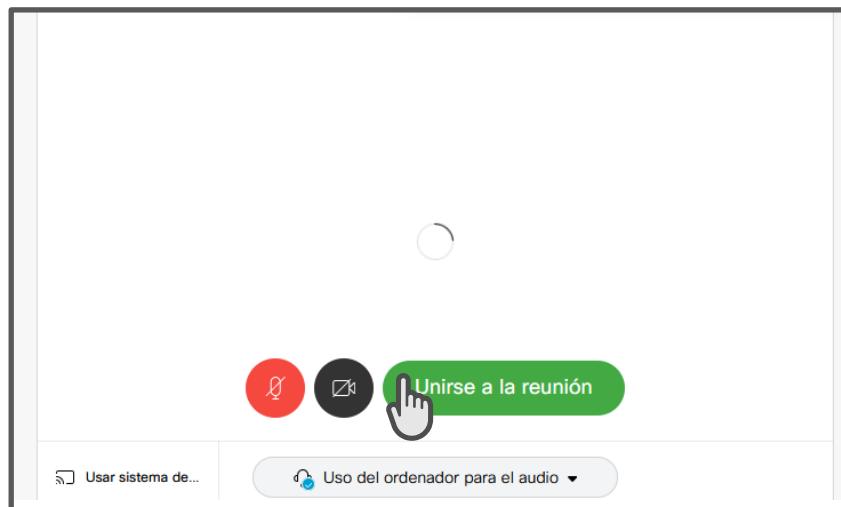 Unirse a la reunión
Usar sistema de...
Uso del ordenador para el audio